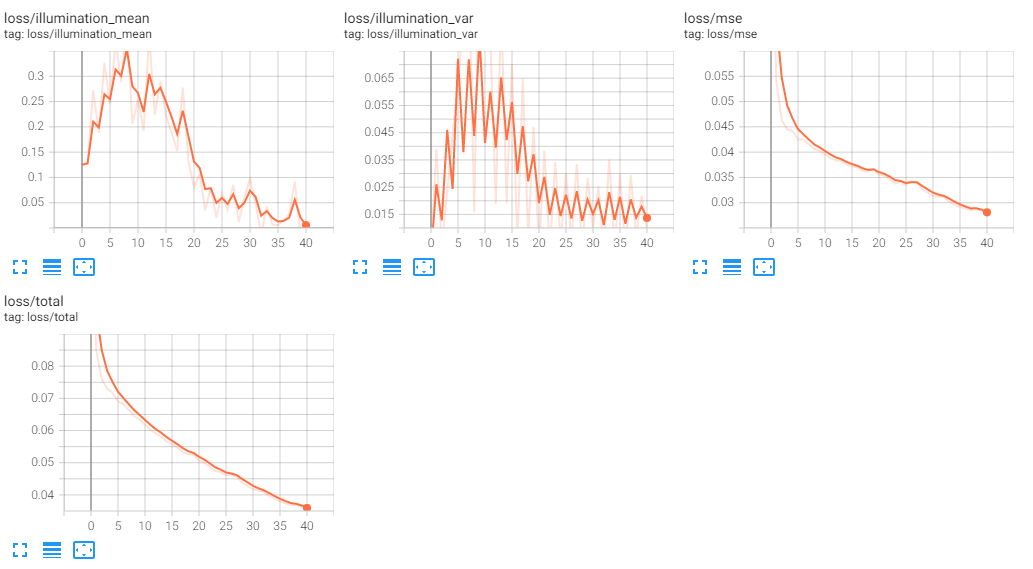 loss/illumination_mean
tag: loss/illumination_mean
0.3
0.25
0.2
0.15
0.1
0.05
0 5 10 15 20 25 30 35 40
loss/illumination_var
tag: loss/illumination_var
0.065
0.055
0.045
0.035
0.025
0.015
0 5 10 15 20 25 30 35 40
loss/mse
tag: loss/mse
0.055
0.05
0.045
0.04
0.035
0.03
0 5 10 15 20 25 30 35 40
loss/total
tag: loss/total
0.08
0.07
0.06
0.05
0.04
0 5 10 15 20 25 30 35 40